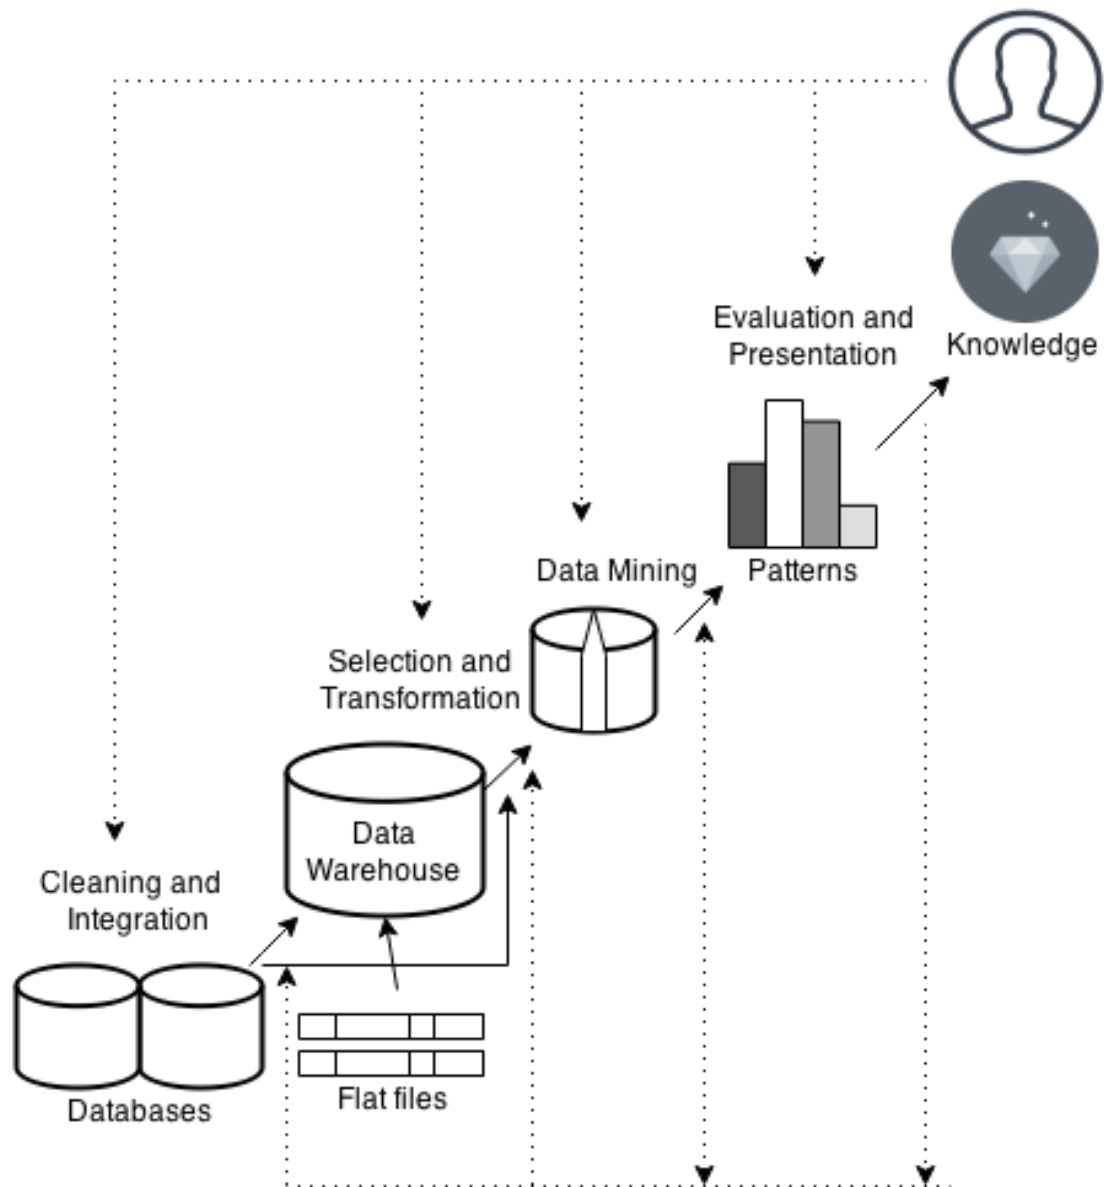 Evaluation and
Presentation
Knowledge
Data Mining
Patterns
Selection and
Transformation
Data
Warehouse
Cleaning and
Integration
Flat files
Databases